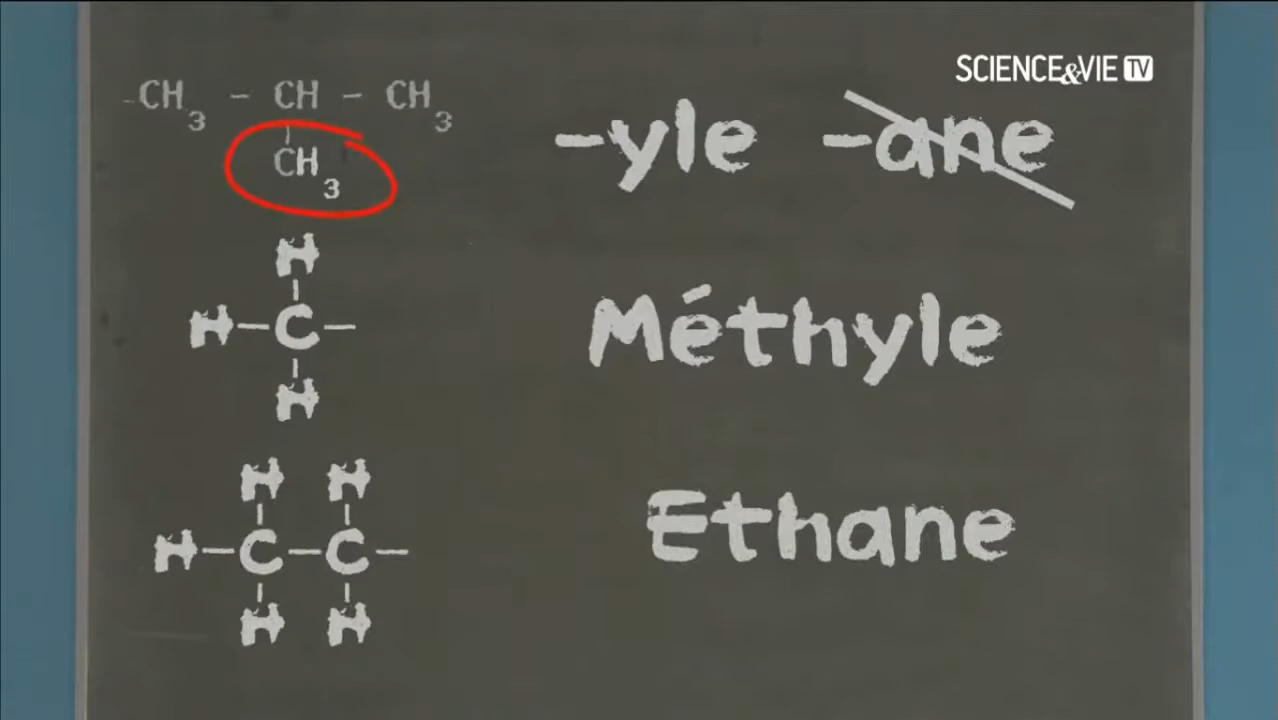 SCIENCE&VIE TV
-CH3 - CH - CH3
CH3
-yle -ane
H
H-C-
H
Méthyle
H H
H-C-C-
H H
Ethane